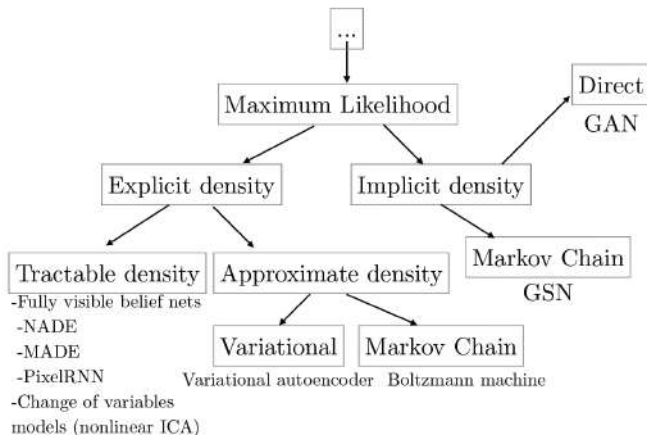 ...
Maximum Likelihood
Direct
GAN
Explicit density
Implicit density
Tractable density
-Fully visible belief nets
-NADE
-MADE
-PixelRNN
-Change of variables
models (nonlinear ICA)
Approximate density
Variational
Variational autoencoder
Markov Chain
Boltzmann machine
Markov Chain
GSN